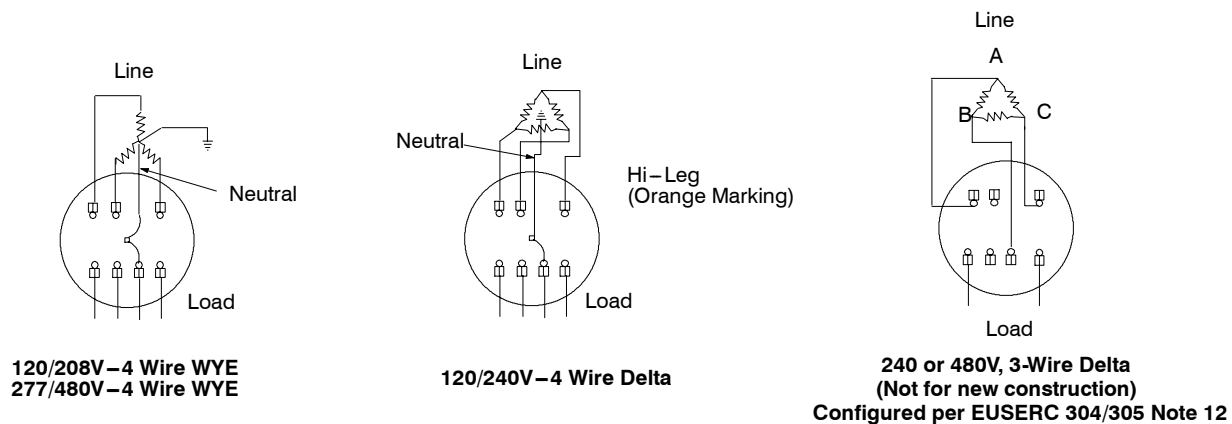 Line
Neutral
Load
120/208V–4 Wire WYE
277/480V–4 Wire WYE
Line
Neutral
Hi–Leg
(Orange Marking)
Load
120/240V–4 Wire Delta
Line
A
B
C
Load
240 or 480V, 3-Wire Delta
(Not for new construction)
Configured per EUSERC 304/305 Note 12